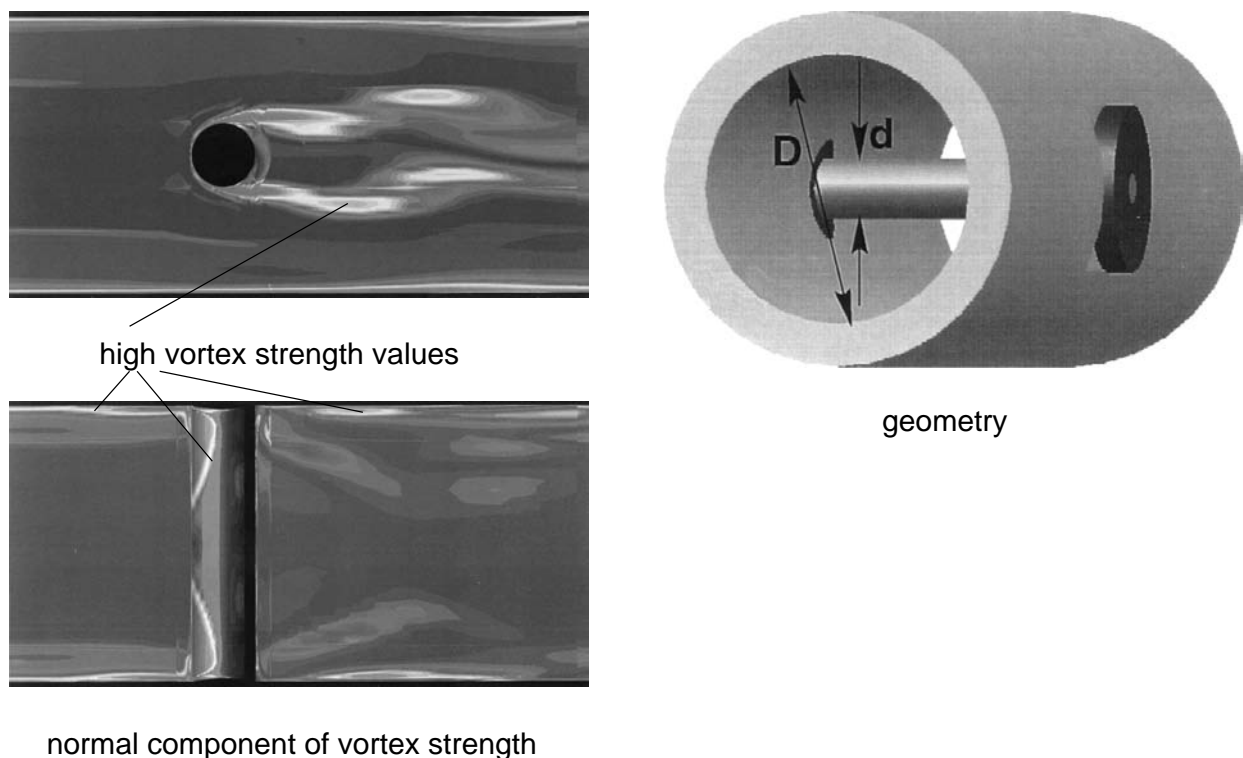 high vortex strength values
normal component of vortex strength
D
d
geometry